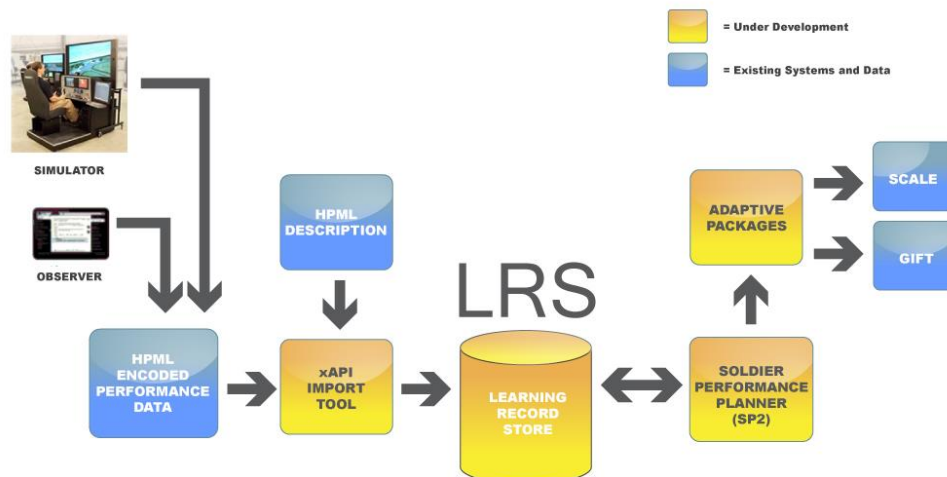 = Under Development
= Existing Systems and Data
SIMULATOR
OBSERVER
HPML
DESCRIPTION
HPML
ENCODED
PERFORMANCE
DATA
xAPI
IMPORT
TOOL
LRS
LEARNING
RECORD
STORE
SOLDIER
PERFORMANCE
PLANNER
(SP2)
ADAPTIVE
PACKAGES
SCALE
GIFT